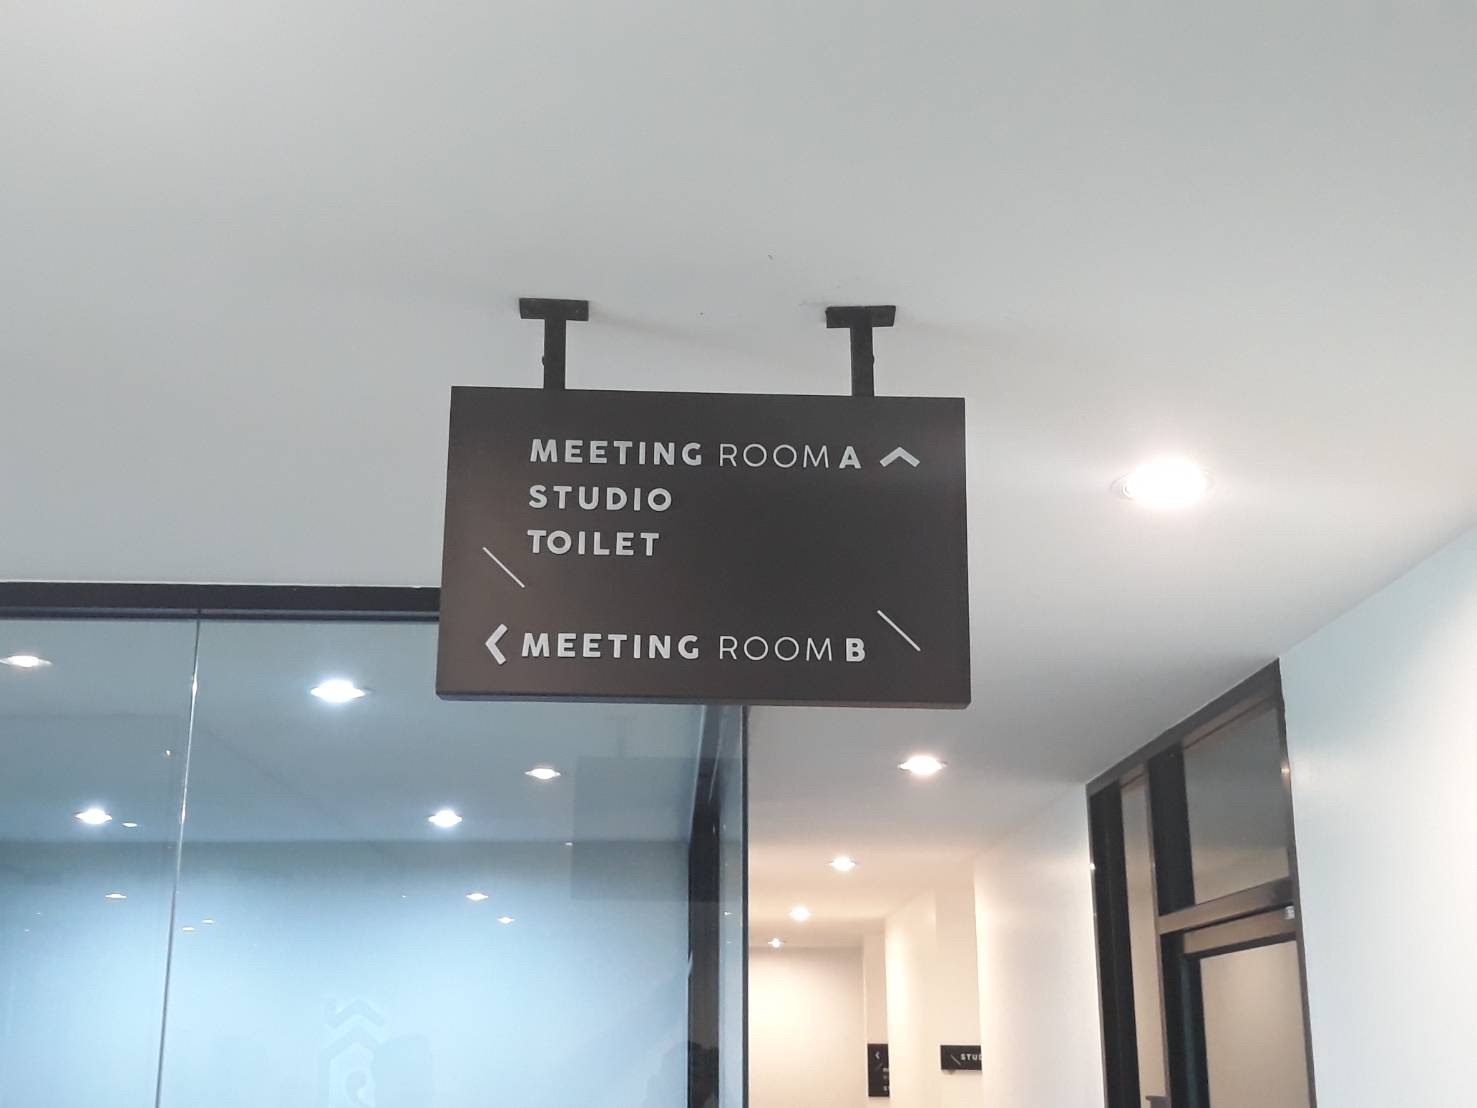 MEETING ROOM A
STUDIO
TOILET
MEETING ROOM B